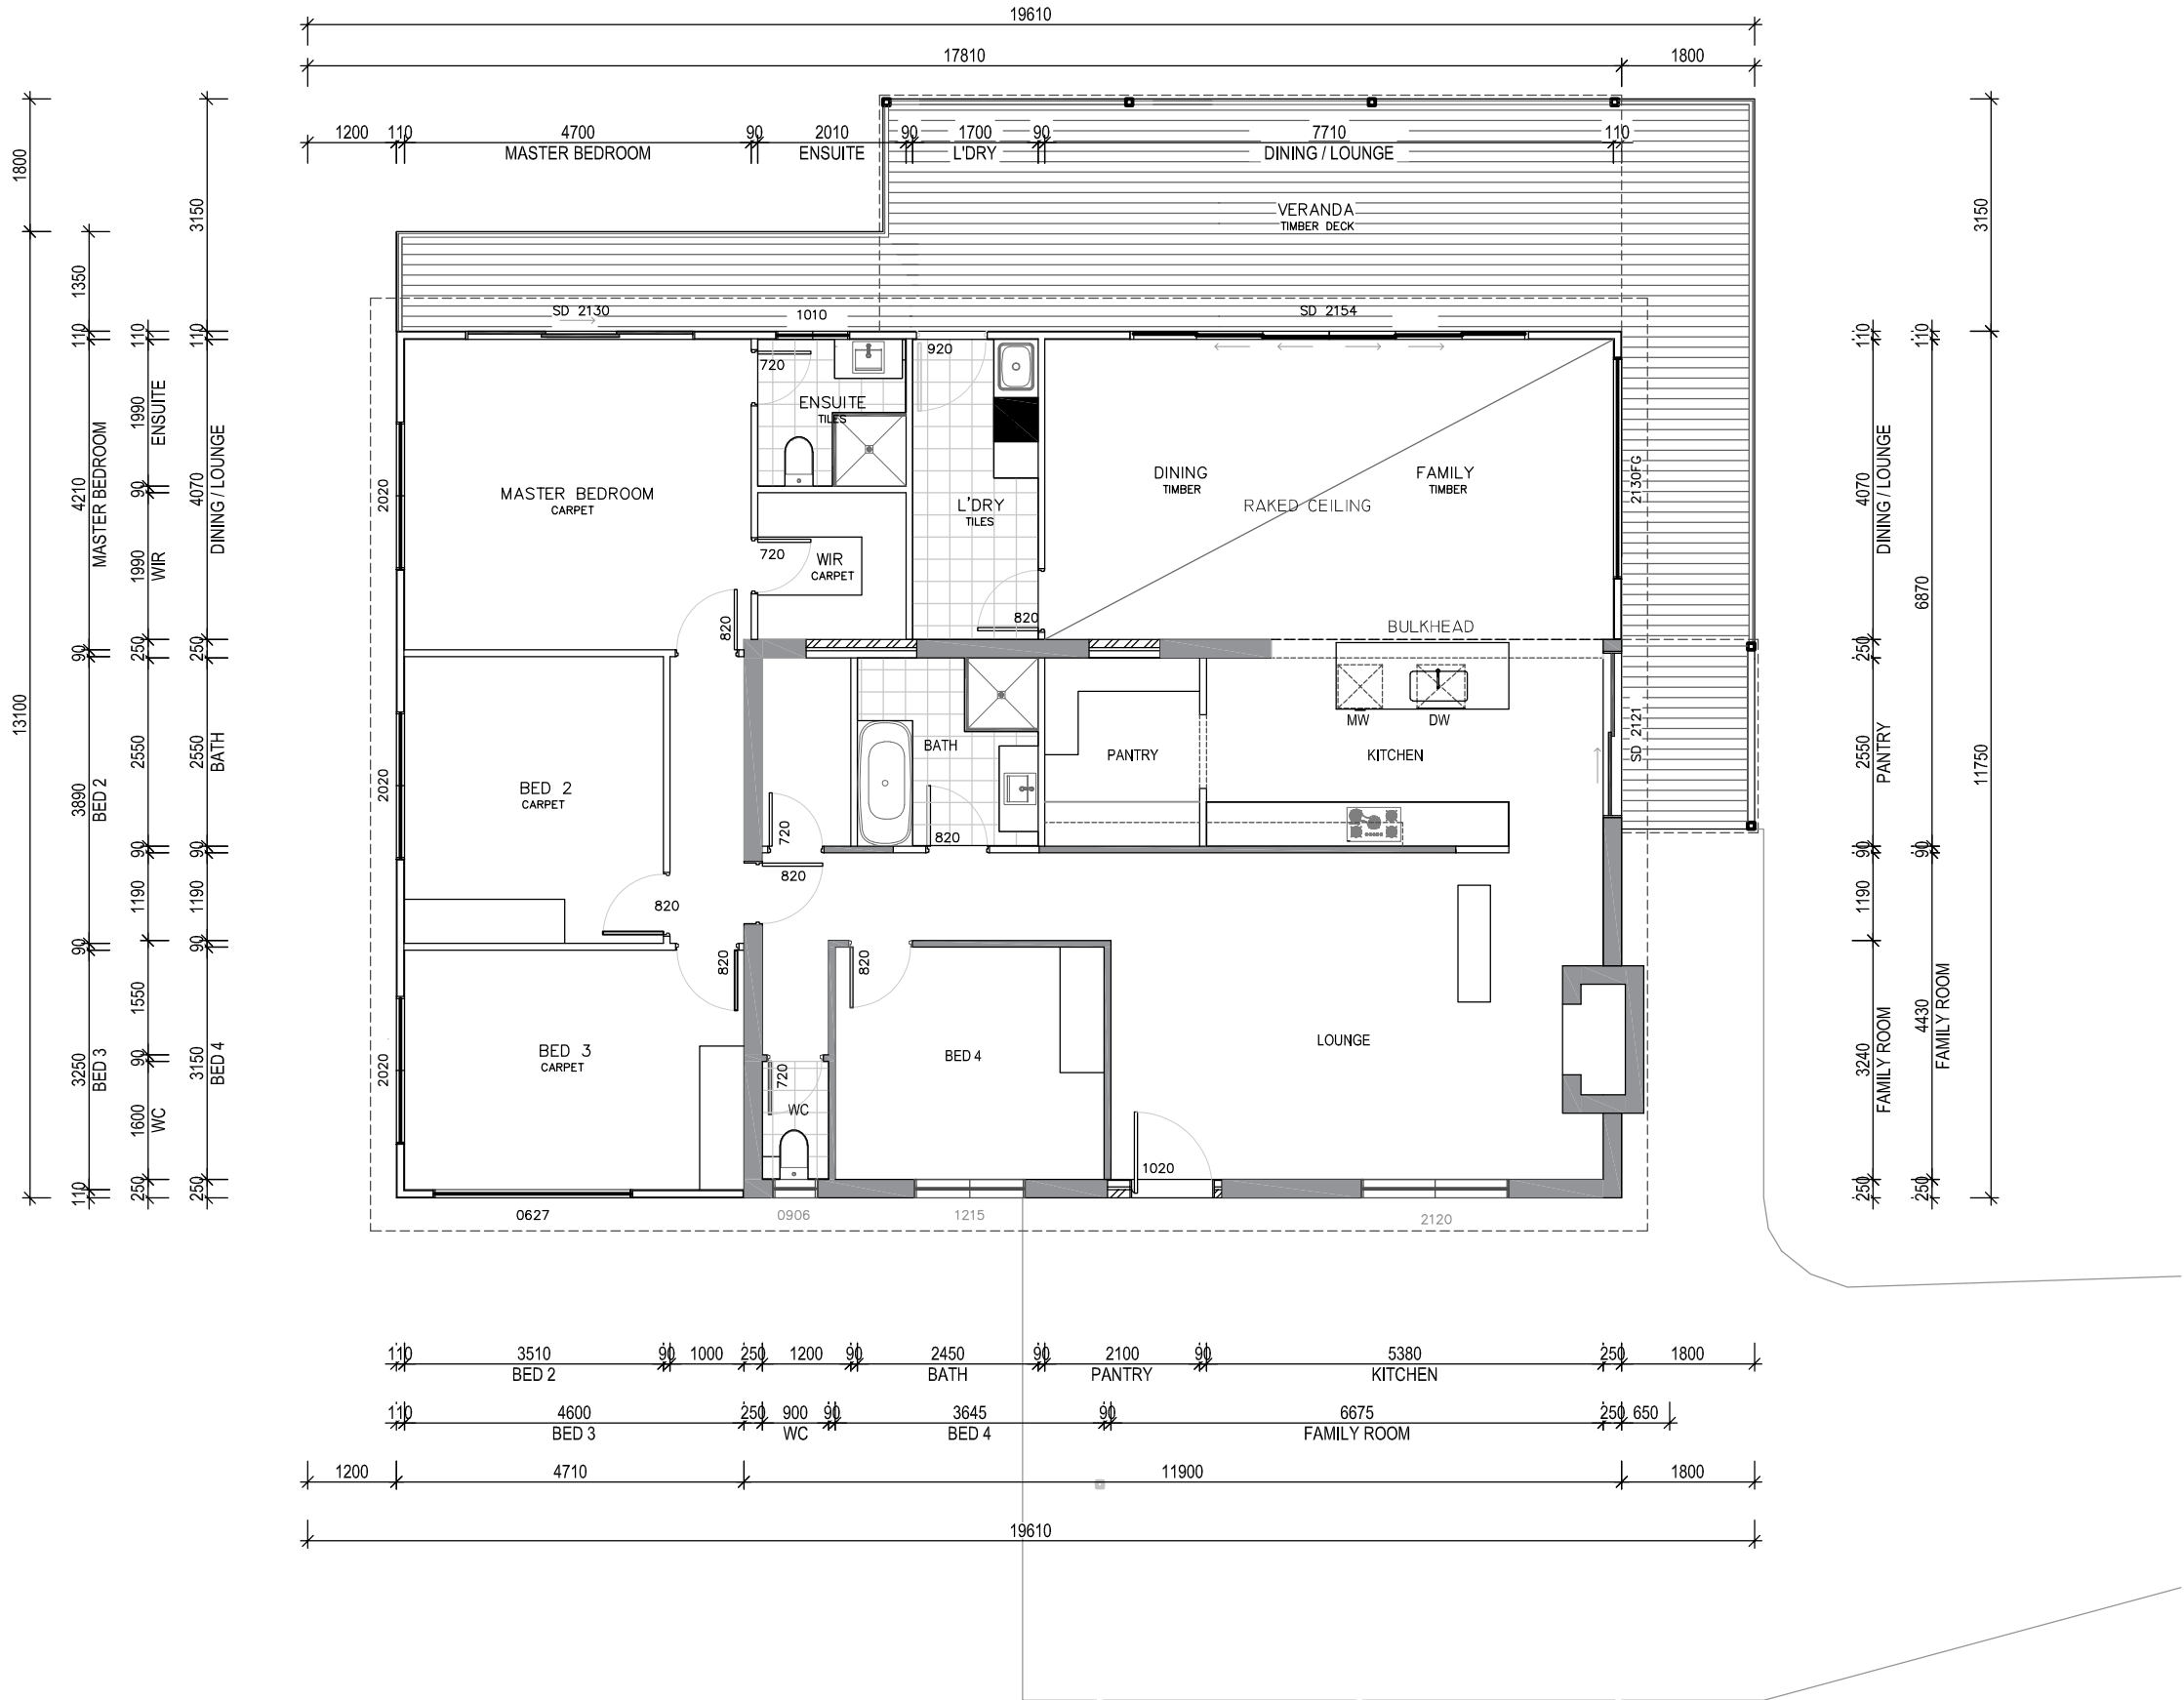 19610
17810 1800
1200 110 4700 90 2010 90 1700 90 7710 110
MASTER BEDROOM ENSUITE L'DRY DINING / LOUNGE
VERANDA
TIMBER DECK
SD 2130 1010 SD 2154
720 920
ENSUITE
TILES
MASTER BEDROOM
CARPET
2020
720
WIR
CARPET
820
L'DRY
TILES
820
DINING
TIMBER
FAMILY
TIMBER
RAKED CEILING
2130FG
BULKHEAD
MW DW
SD 2121
BATH
PANTRY
KITCHEN
BED 2
CARPET
2020
720
820
820
820
820
820
BED 3
CARPET
2020
720
WC
BED 4
LOUNGE
1020
0627 0906 1215 2120
1800
13100
1350
110
4210
MASTER BEDROOM
90
3890
BED 2
90
3250
BED 3
110
110
1990
ENSUITE
90
1990
WIR
250
2550
90
1190
1550
90
1600
WC
250
3150
110
4070
DINING / LOUNGE
250
2550
BATH
90
1190
90
3150
BED 4
250
110
4070
DINING / LOUNGE
250
2550
PANTRY
90
1190
3240
FAMILY ROOM
250
110
6870
90
4430
FAMILY ROOM
250
3150
11750
110 3510 90 1000 250 1200 90 2450 90 2100 90 5380 250 1800
BED 2 BATH PANTRY KITCHEN
110 4600 250 900 90 3645 90 6675 250 650
BED 3 WC BED 4 FAMILY ROOM
1200 4710 11900 1800
19610